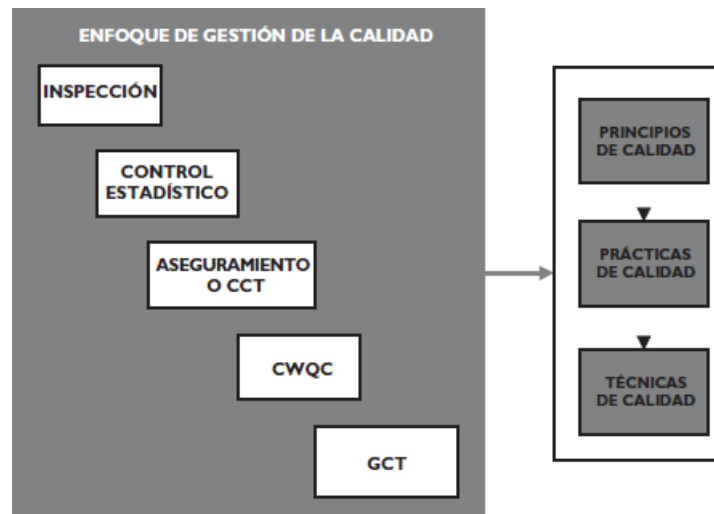 ENFOQUE DE GESTIÓN DE LA CALIDAD
INSPECCIÓN
CONTROL
ESTADÍSTICO
ASEGURAMIENTO
O CCT
CWQC
GCT
PRINCIPIOS
DE CALIDAD
PRÁCTICAS
DE CALIDAD
TÉCNICAS
DE CALIDAD